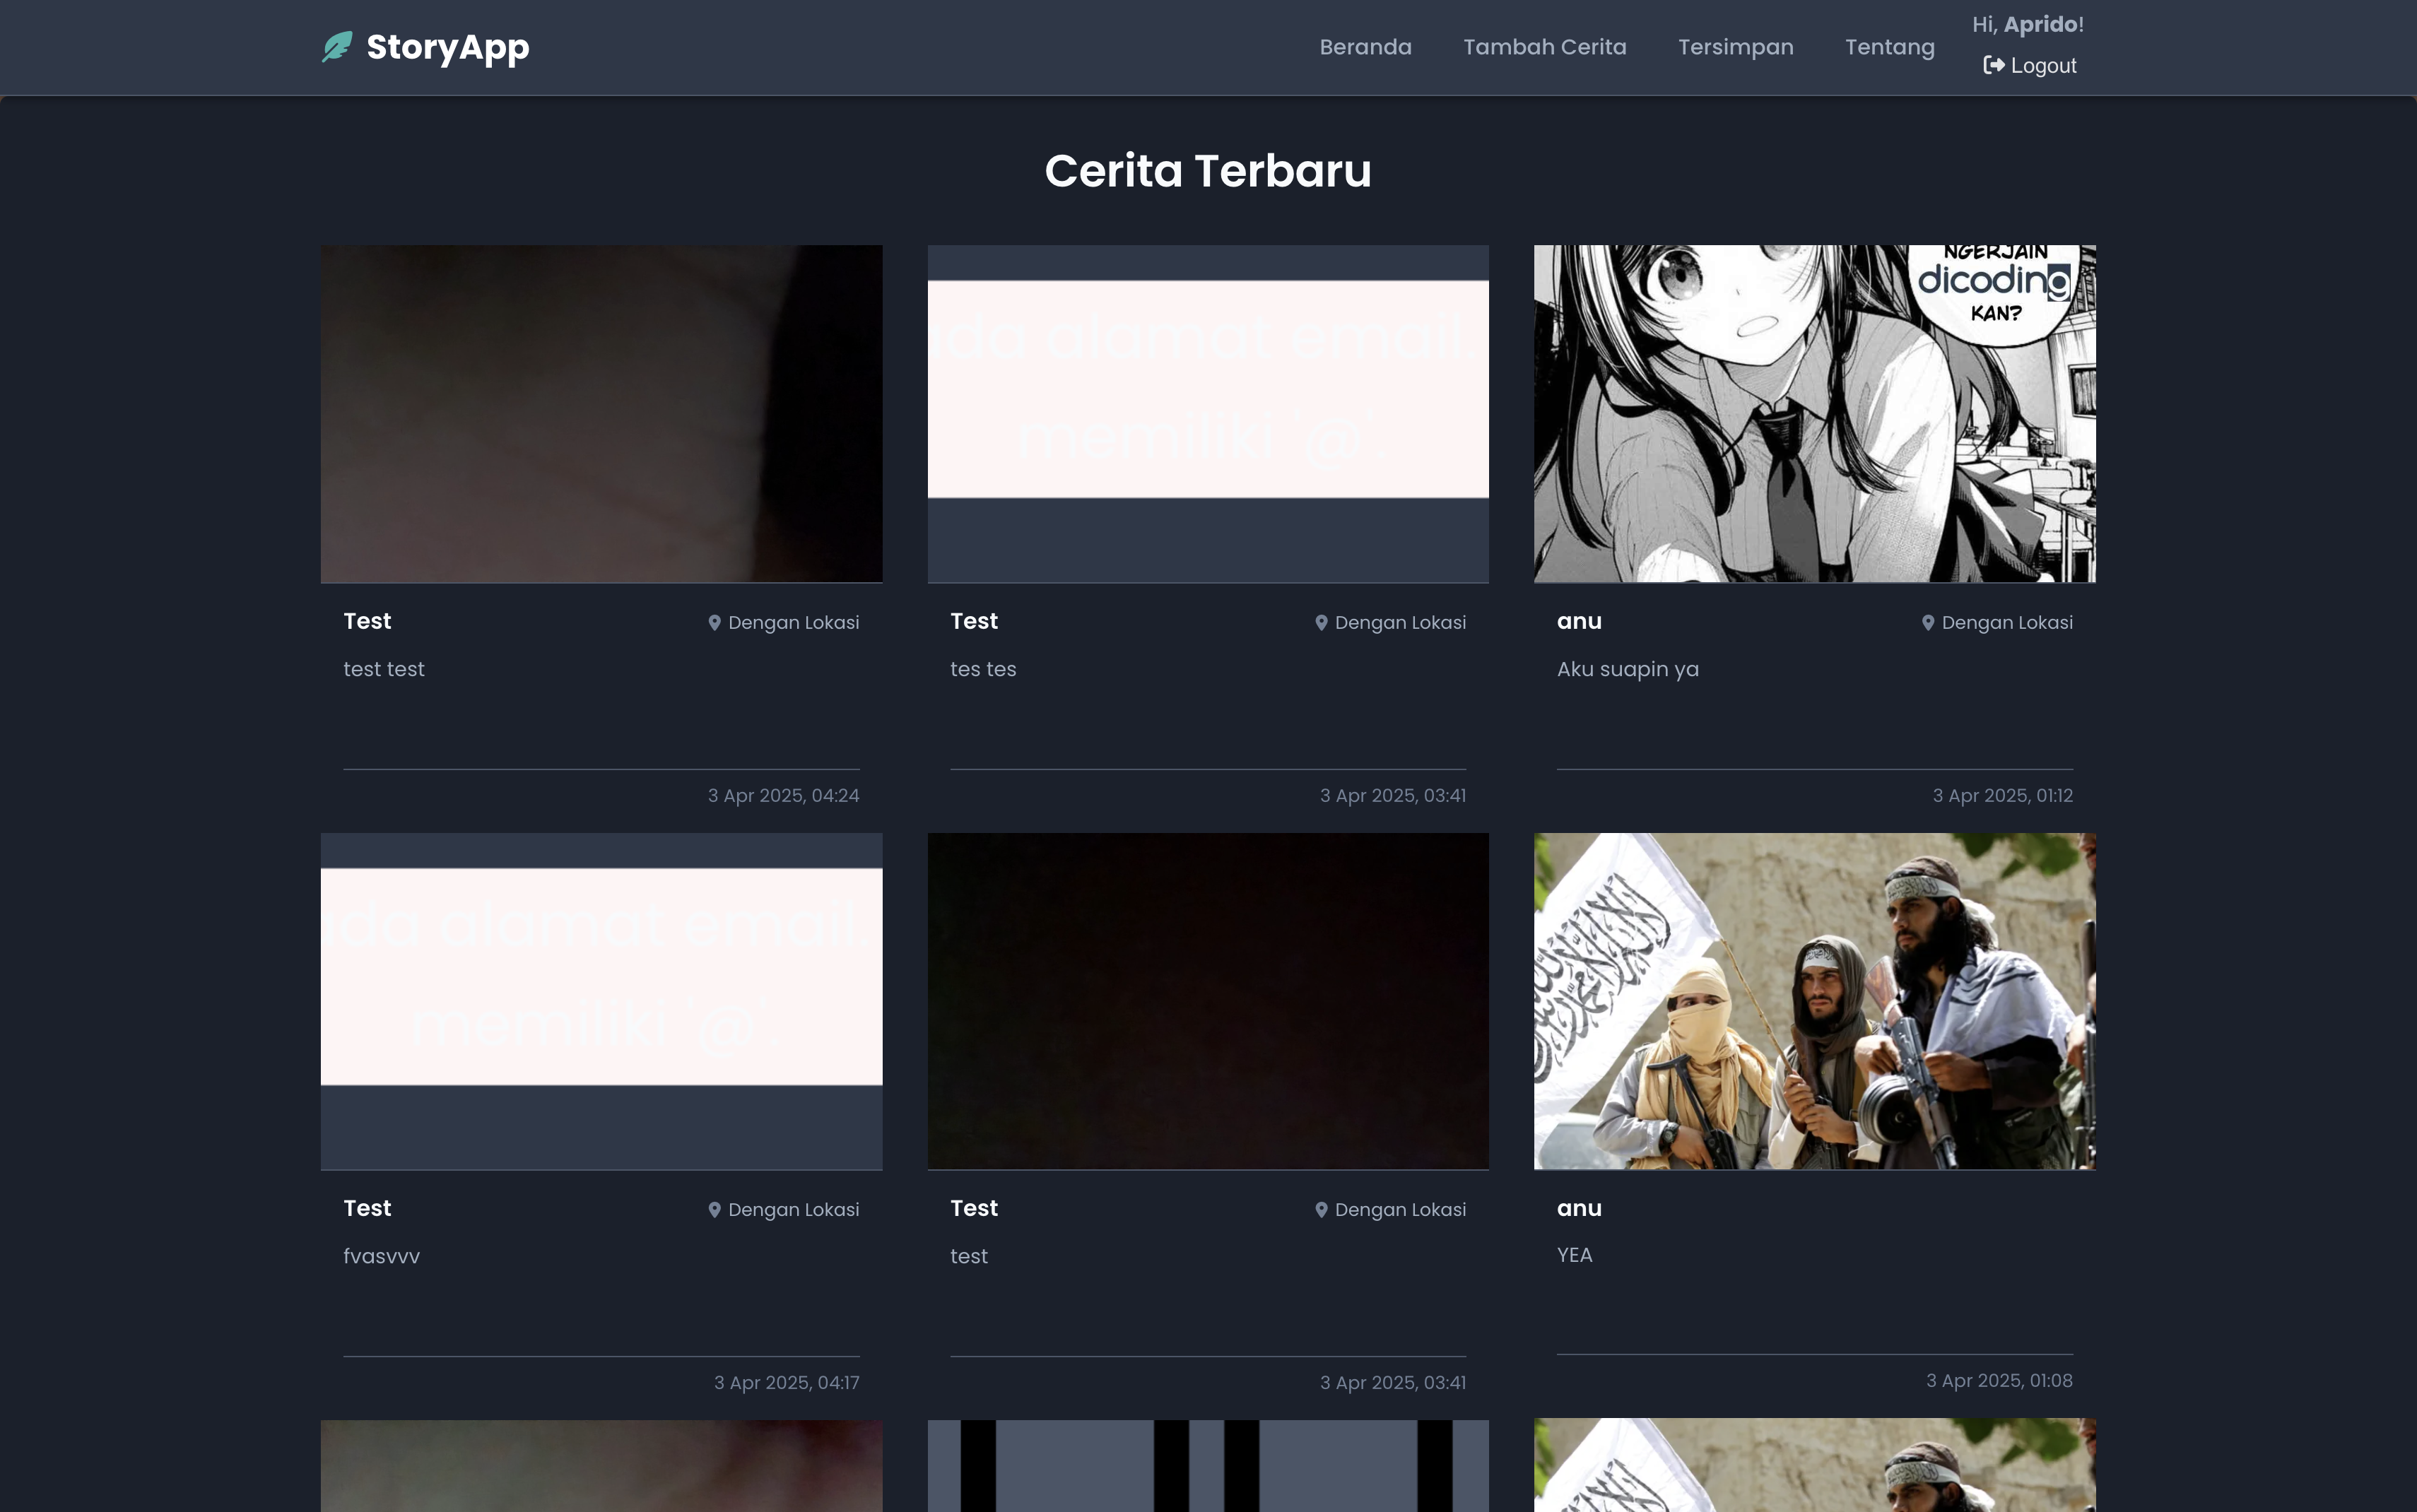 StoryApp
Beranda
Tambah Cerita
Tersimpan
Tentang
Hi, Aprido!
Logout
Cerita Terbaru
ada alamat email.
memiliki '@'.
Test
Dengan Lokasi
test test
3 Apr 2025, 04:24
Test
Dengan Lokasi
tes tes
3 Apr 2025, 03:41
NGERJAIN
dicoding
KAN?
anu
Dengan Lokasi
Aku suapin ya
3 Apr 2025, 01:12
ada alamat email.
memiliki '@'.
Test
Dengan Lokasi
fvasvvv
3 Apr 2025, 04:17
Test
Dengan Lokasi
test
3 Apr 2025, 03:41
anu
YEA
3 Apr 2025, 01:08